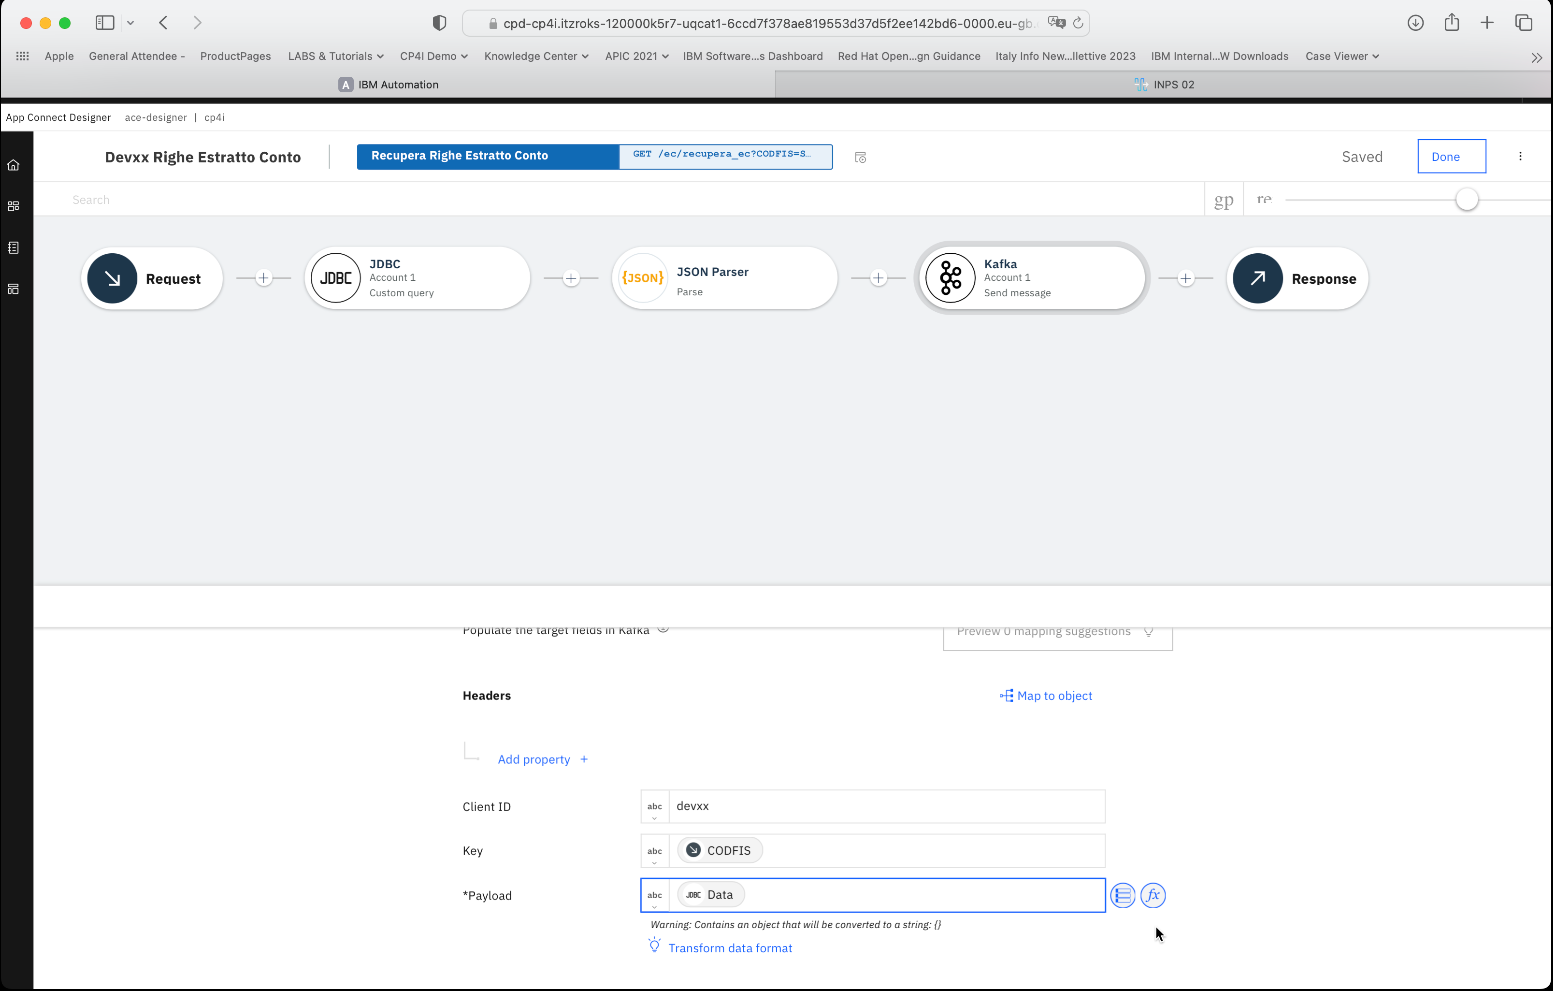 cpd-cp4i.itzroks-120000k5r7-uqcat1-6ccd7f378ae819553d37d5f2ee142bd6-0000.eu-gb.
Apple General Attendee - ProductPages LABS & Tutorials CP4I Demo Knowledge Center APIC 2021 IBM Software...s Dashboard Red Hat Open...gn Guidance Italy Info New...llettive 2023 IBM Internal...W Downloads Case Viewer
A IBM Automation INPS 02
App Connect Designer ace-designer | cp4i
Devxx Righe Estratto Conto Recupera Righe Estratto Conto GET /ec/recupera_ec?CODFIS=S… Saved Done
Search gp re
Request
JDBC
JDBC
Account 1
Custom query
{JSON}
JSON Parser
Parse
Kafka
Account 1
Send message
Response
Populate the target fields in Kafka Preview 0 mapping suggestions
Headers Map to object
Add property +
Client ID abc devxx
Key abc CODFIS
*Payload abc JDBC Data fx
Warning: Contains an object that will be converted to a string: {}
Transform data format